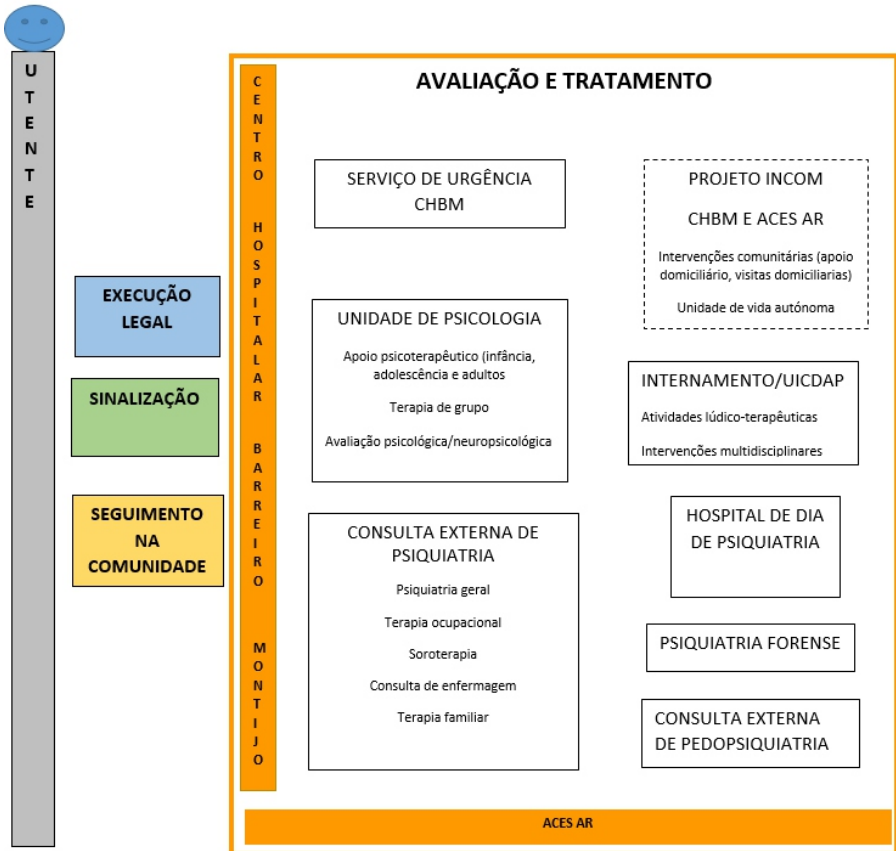 UTENTE
EXECUÇÃO
LEGAL
SINALIZAÇÃO
SEGUIMENTO
NA
COMUNIDADE
CENTRO HOSPITALAR BARREIRO MONTIJO
AVALIAÇÃO E TRATAMENTO
SERVIÇO DE URGÊNCIA
CHBM
UNIDADE DE PSICOLOGIA
Apoio psicoterapêutico (infância,
adolescência e adultos
Terapia de grupo
Avaliação psicológica/neuropsicológica
CONSULTA EXTERNA DE
PSIQUIATRIA
Psiquiatria geral
Terapia ocupacional
Soroterapia
Consulta de enfermagem
Terapia familiar
PROJETO INCOM
CHBM E ACES AR
Intervenções comunitárias (apoio
domiciliário, visitas domiciliarias)
Unidade de vida autónoma
INTERNAMENTO/UICDAP
Atividades lúdico-terapêuticas
Intervenções multidisciplinares
HOSPITAL DE DIA
DE PSIQUIATRIA
PSIQUIATRIA FORENSE
CONSULTA EXTERNA
DE PEDOPSIQUIATRIA
ACES AR